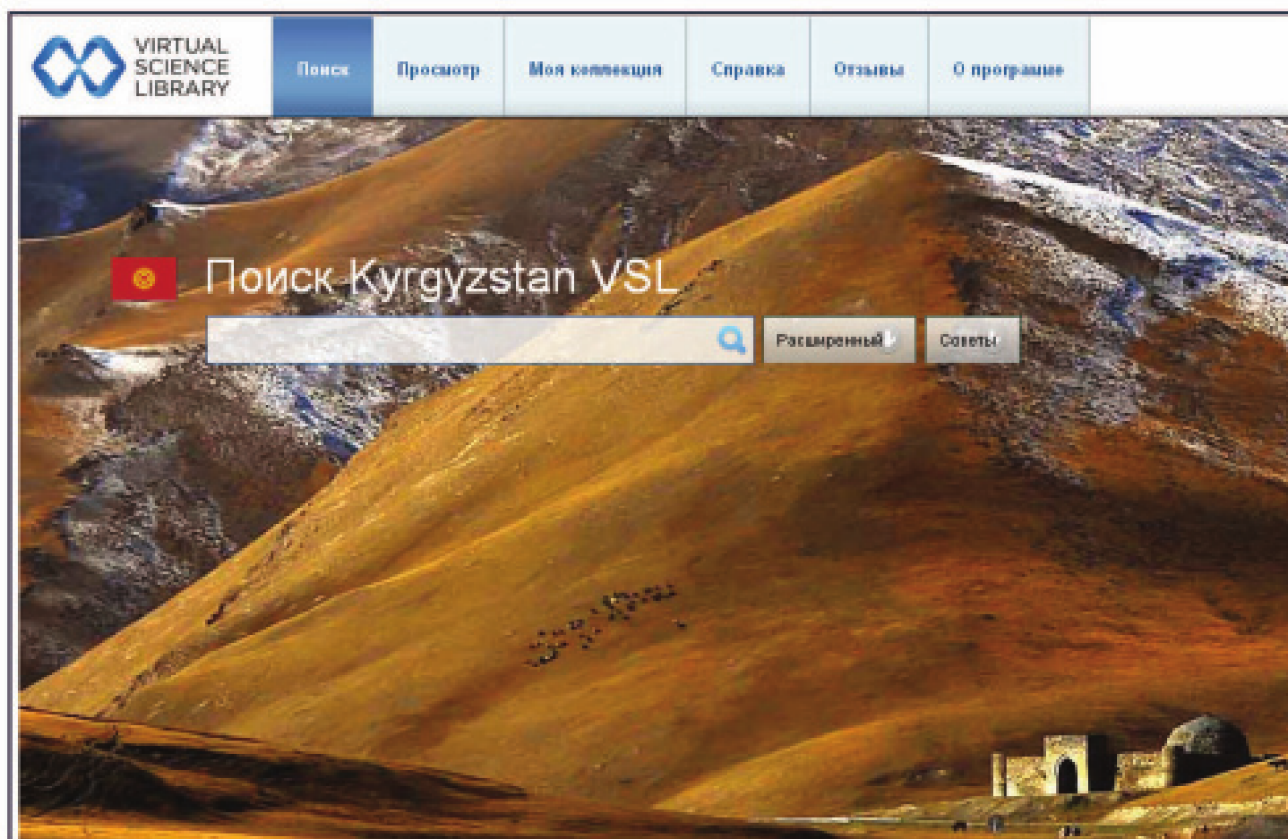 VIRTUAL
SCIENCE
LIBRARY
Поиск
Просмотр
Моя коллекция
Справка
Отзывы
О программе
Поиск Kyrgyzstan VSL
Расширенный
Советы